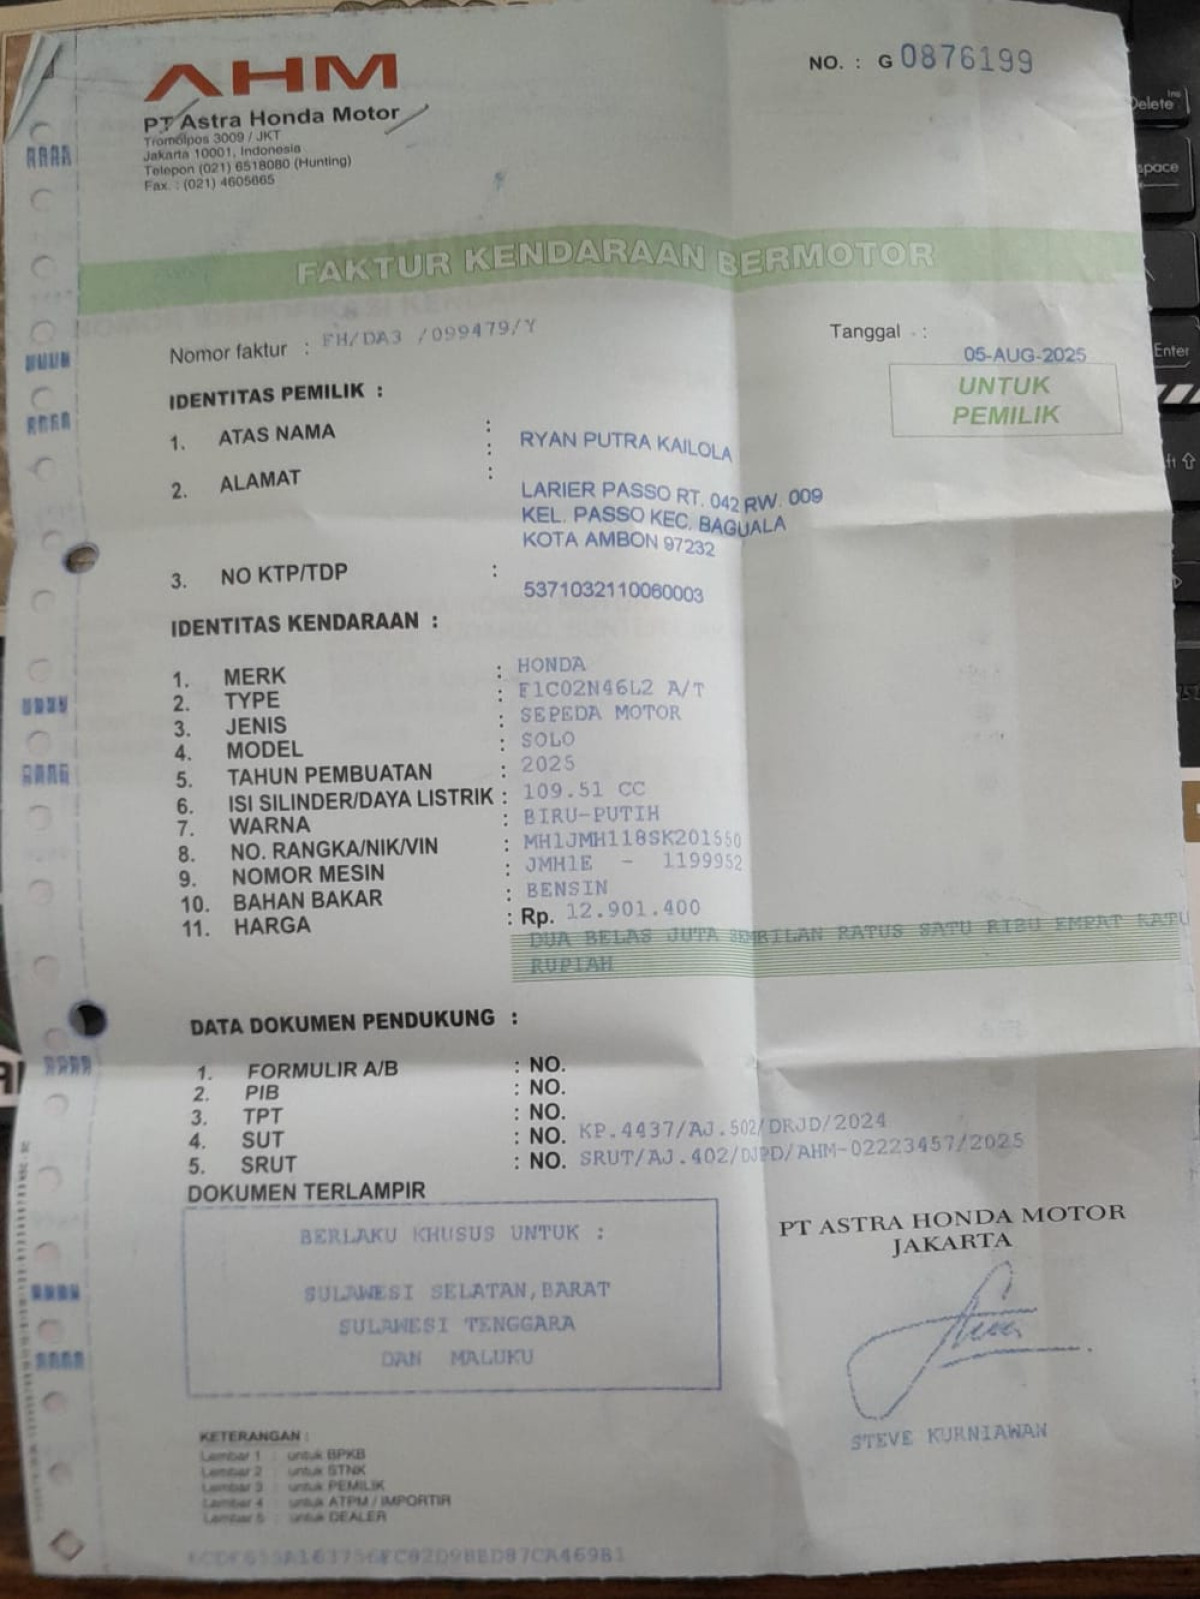 AHM
NO. : G 0876199
PT Astra Honda Motor
Tromolpos 3009 / JKT
Jakarta 10001, Indonesia
Telepon (021) 6518080 (Hunting)
Fax. : (021) 4605665
FAKTUR KENDARAAN BERMOTOR
Nomor faktur : FH/DA3 /099479/Y
Tanggal :
05-AUG-2025
UNTUK
PEMILIK
IDENTITAS PEMILIK :
1. ATAS NAMA : RYAN PUTRA KAILOLA
2. ALAMAT : LARIER PASSO RT. 042 RW. 009
KEL. PASSO KEC. BAGUALA
KOTA AMBON 97232
3. NO KTP/TDP : 5371032110060003
IDENTITAS KENDARAAN :
1. MERK : HONDA
2. TYPE : F1C02N46L2 A/T
3. JENIS : SEPEDA MOTOR
4. MODEL : SOLO
5. TAHUN PEMBUATAN : 2025
6. ISI SILINDER/DAYA LISTRIK : 109.51 CC
7. WARNA : BIRU-PUTIH
8. NO. RANGKA/NIK/VIN : MH1JMH118SK201550
9. NOMOR MESIN : JMH1E - 1199952
10. BAHAN BAKAR : BENSIN
11. HARGA : Rp. 12.901.400
DUA BELAS JUTA SEMBILAN RATUS SATU RIBU EMPAT RATU
RUPIAH
DATA DOKUMEN PENDUKUNG :
1. FORMULIR A/B : NO.
2. PIB : NO.
3. TPT : NO.
4. SUT : NO. KP.4437/AJ.502/DRJD/2024
5. SRUT : NO. SRUT/AJ.402/DJPD/AHM-02223457/2025
DOKUMEN TERLAMPIR
BERLAKU KHUSUS UNTUK :
SULAWESI SELATAN,BARAT
SULAWESI TENGGARA
DAN MALUKU
PT ASTRA HONDA MOTOR
JAKARTA
STEVE KURNIAWAN
KETERANGAN :
Lembar 1 : untuk BPKB
Lembar 2 : untuk STNK
Lembar 3 : untuk PEMILIK
Lembar 4 : untuk ATPM / IMPORTIR
Lembar 5 : untuk DEALER
Delete
Ins
space
Enter